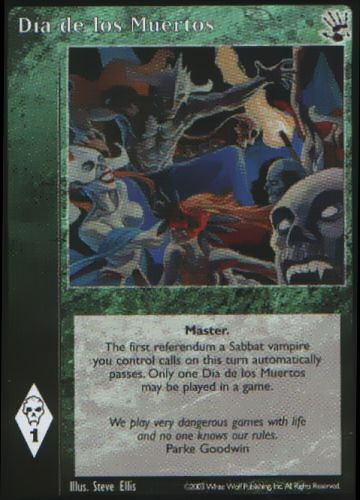 Dia de los Muertos
Master.
The first referendum a Sabbat vampire
you control calls on this turn automatically
passes. Only one Dia de los Muertos
may be played in a game.
We play very dangerous games with life
and no one knows our rules.
Parke Goodwin
1
Illus. Steve Ellis
©2003 White Wolf Publishing, Inc. All Rights Reserved.